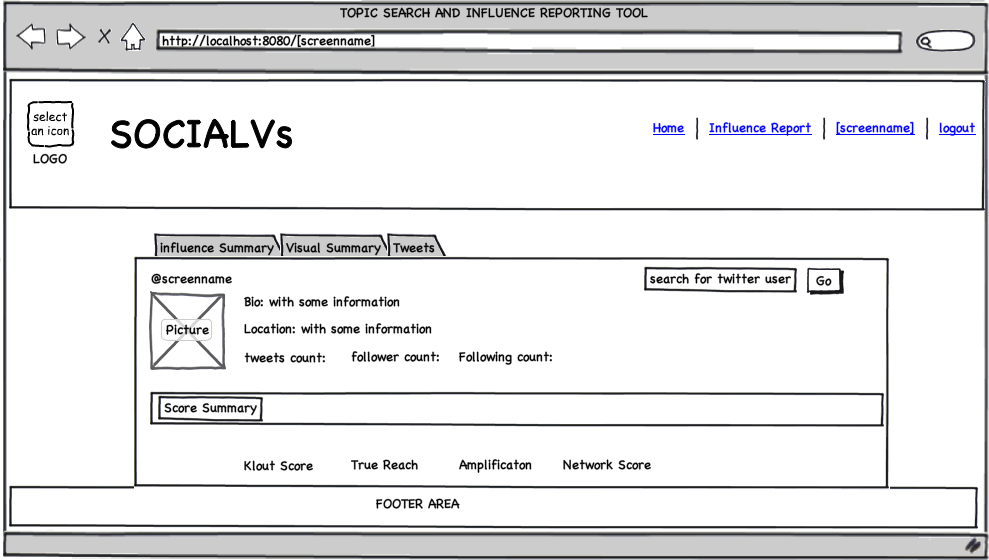 TOPIC SEARCH AND INFLUENCE REPORTING TOOL
http://localhost:8080/[screenname]
select
an icon
LOGO
SOCIALVs
Home | Influence Report | [screenname] | logout
influence Summary Visual Summary Tweets
@screenname
search for twitter user Go
Picture
Bio: with some information
Location: with some information
tweets count: follower count: Following count:
Score Summary
Klout Score True Reach Amplificaton Network Score
FOOTER AREA